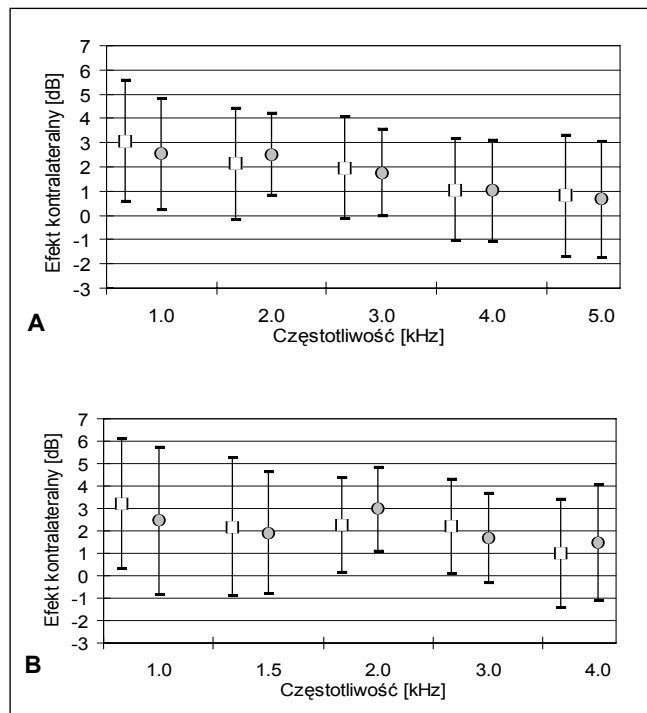 7
6
5
4
3
2
1
0
-1
-2
-3
Efekt kontralateralny [dB]
1.0 2.0 3.0 4.0 5.0
Częstotliwość [kHz]
A
7
6
5
4
3
2
1
0
-1
-2
-3
Efekt kontralateralny [dB]
1.0 1.5 2.0 3.0 4.0
Częstotliwość [kHz]
B